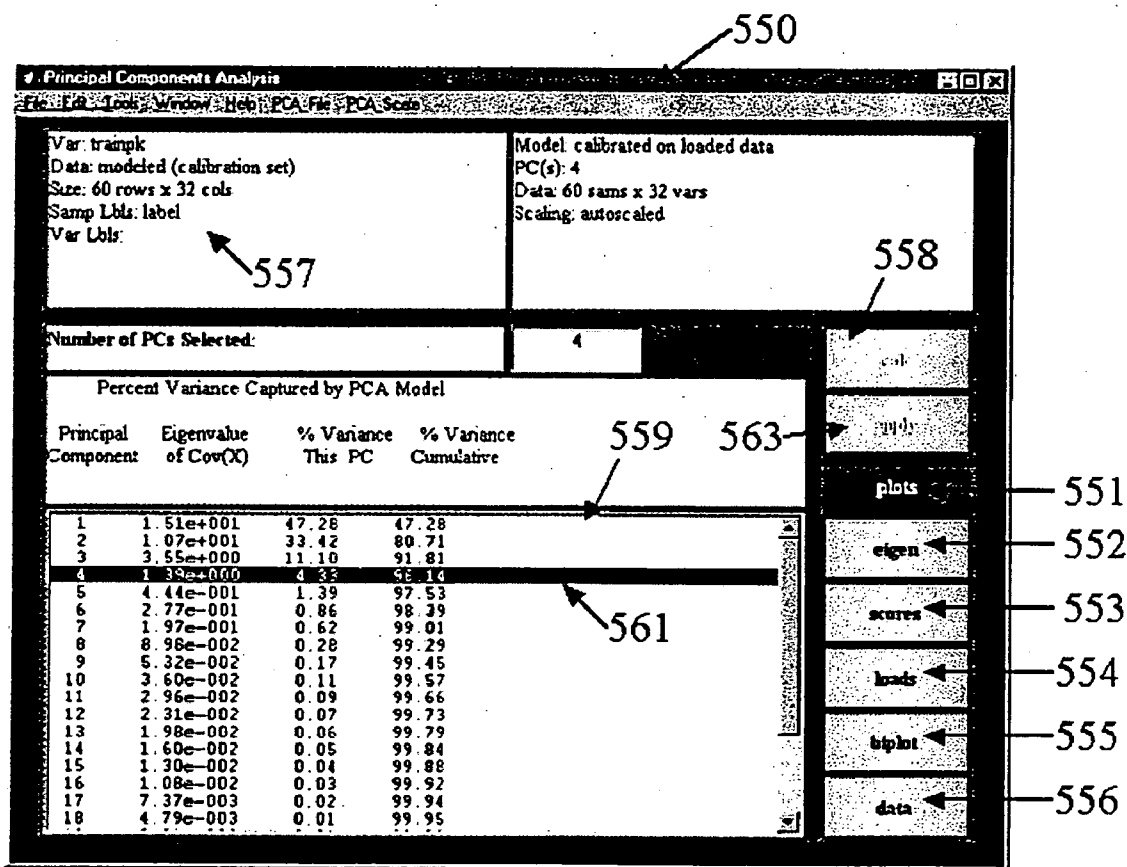 550
Principal Components Analysis
File Edit Tools Window Help PCA_File PCA_Scale
Var: trainpk
Data: modeled (calibration set)
Size: 60 rows x 32 cols
Samp Lbls: label
Var Lbls:
557
Model: calibrated on loaded data
PC(s): 4
Data: 60 sams x 32 vars
Scaling: autoscaled
558
Number of PCs Selected:
4
calc
Percent Variance Captured by PCA Model
Principal Eigenvalue % Variance % Variance
Component of Cov(X) This PC Cumulative
559
563
apply
plots
551
1 1.51e+001 47.28 47.28
2 1.07e+001 33.42 80.71
3 3.55e+000 11.10 91.81
4 1.39e+000 4.33 96.14
5 4.44e-001 1.39 97.53
6 2.77e-001 0.86 98.39
7 1.97e-001 0.62 99.01
8 8.98e-002 0.28 99.29
9 5.32e-002 0.17 99.45
10 3.60e-002 0.11 99.57
11 2.96e-002 0.09 99.66
12 2.31e-002 0.07 99.73
13 1.98e-002 0.06 99.79
14 1.60e-002 0.05 99.84
15 1.30e-002 0.04 99.88
16 1.08e-002 0.03 99.92
17 7.37e-003 0.02 99.94
18 4.79e-003 0.01 99.95
561
eigen
552
scores
553
loads
554
biplot
555
data
556